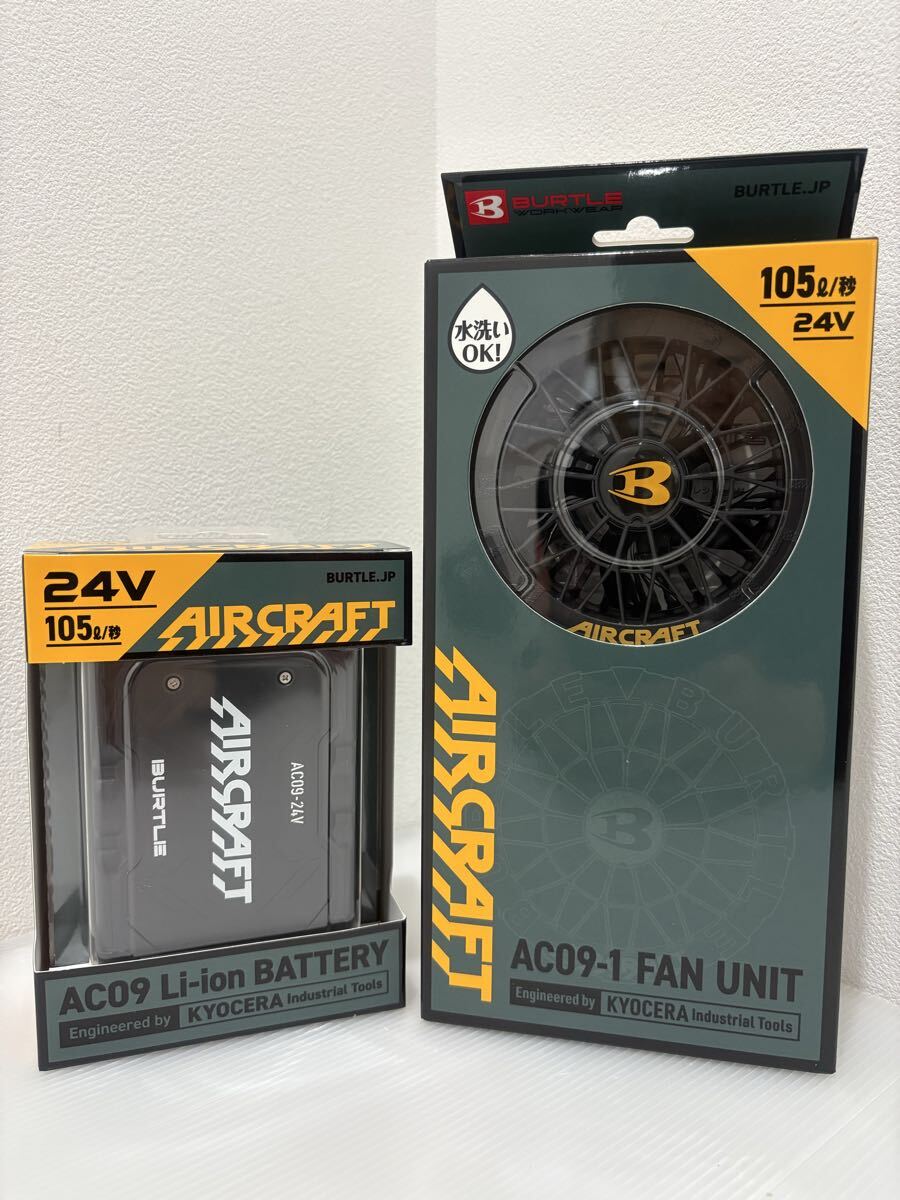 24V
105ℓ/秒
BURTLE.JP
AIRCRAFT
AIRCRAFT
AC09-24V
BURTLE
AC09 Li-ion BATTERY
Engineered by KYOCERA Industrial Tools
B BURTLE
WORKWEAR
BURTLE.JP
水洗い
OK!
105ℓ/秒
24V
B
AIRCRAFT
AIRCRAFT
B
AC09-1 FAN UNIT
Engineered by KYOCERA Industrial Tools